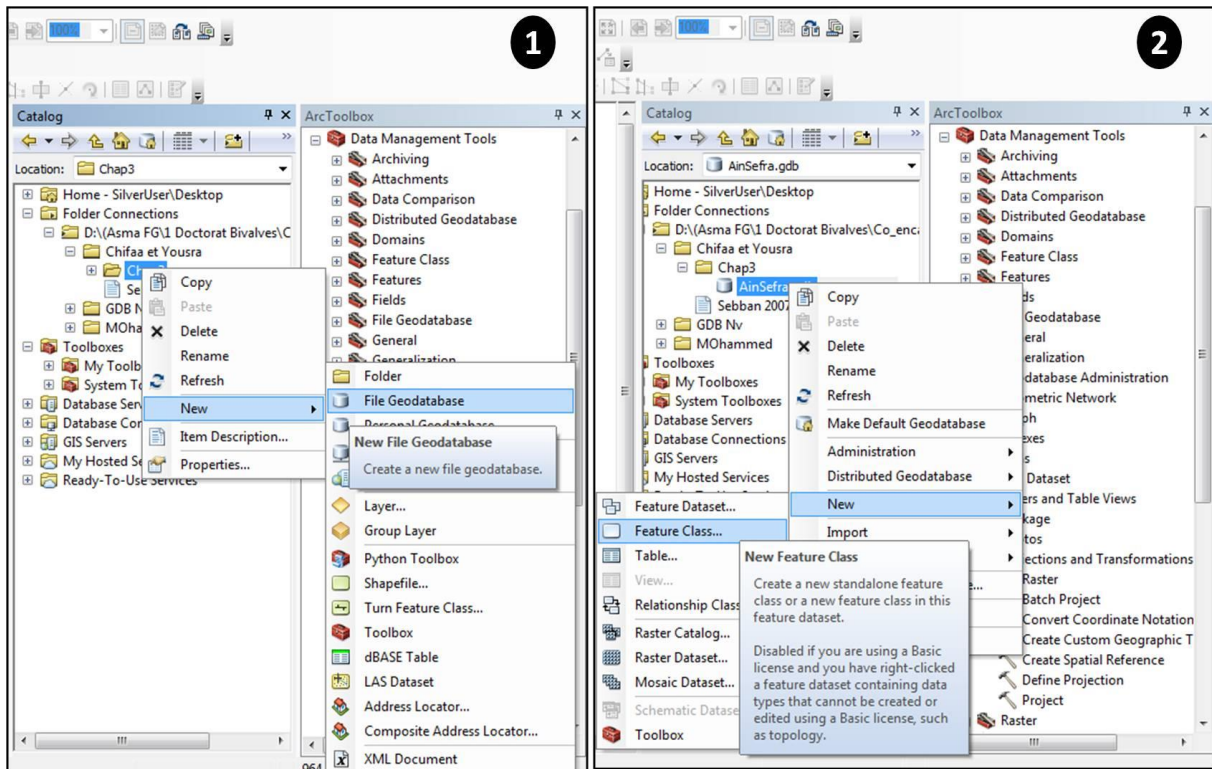 1
100%
Catalog
Location: Chap3
Home - SilverUser\Desktop
Folder Connections
D:\(Asma FG\1 Doctorat Bivalves\C
Chifaa et Yousra
Se
GDB N
MOha
Toolboxes
My Toolb
System To
Database Serv
Database Con
GIS Servers
My Hosted Se
Ready-To-Use Services
Copy
Paste
Delete
Rename
Refresh
New
Item Description...
Properties...
ArcToolbox
Data Management Tools
Archiving
Attachments
Data Comparison
Distributed Geodatabase
Domains
Feature Class
Features
Fields
File Geodatabase
General
Generalization
Folder
File Geodatabase
Personal Geodatabase
New File Geodatabase
Create a new file geodatabase.
Layer...
Group Layer
Python Toolbox
Shapefile...
Turn Feature Class...
Toolbox
dBASE Table
LAS Dataset
Address Locator...
Composite Address Locator...
XML Document
964
2
100%
Catalog
Location: AinSefra.gdb
Home - SilverUser\Desktop
Folder Connections
D:\(Asma FG\1 Doctorat Bivalves\Co_enca
Chifaa et Yousra
Chap3
AinSefra
Sebban 2007
GDB Nv
MOhammed
Toolboxes
My Toolboxes
System Toolboxes
Database Servers
Database Connections
GIS Servers
My Hosted Services
Copy
Paste
Delete
Rename
Refresh
Make Default Geodatabase
Administration
Distributed Geodatabase
New
Import
Feature Dataset...
Feature Class...
Table...
View...
Relationship Class
Raster Catalog...
Raster Dataset...
Mosaic Dataset...
Schematic Datase
Toolbox
New Feature Class
Create a new standalone feature
class or a new feature class in this
feature dataset.
Disabled if you are using a Basic
license and you have right-clicked
a feature dataset containing data
types that cannot be created or
edited using a Basic license, such
as topology.
ArcToolbox
Data Management Tools
Archiving
Attachments
Data Comparison
Distributed Geodatabase
Domains
Feature Class
Features
ds
Geodatabase
eral
eralization
database Administration
metric Network
ph
exes
s
Dataset
ers and Table Views
kage
tos
ections and Transformations
Raster
Batch Project
Convert Coordinate Notation
Create Custom Geographic T
Create Spatial Reference
Define Projection
Project
Raster